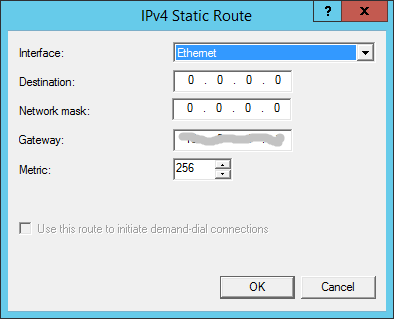 IPv4 Static Route
? x
Interface: Ethernet
Destination: 0 . 0 . 0 . 0
Network mask: 0 . 0 . 0 . 0
Gateway:
Metric: 256
Use this route to initiate demand-dial connections
OK Cancel